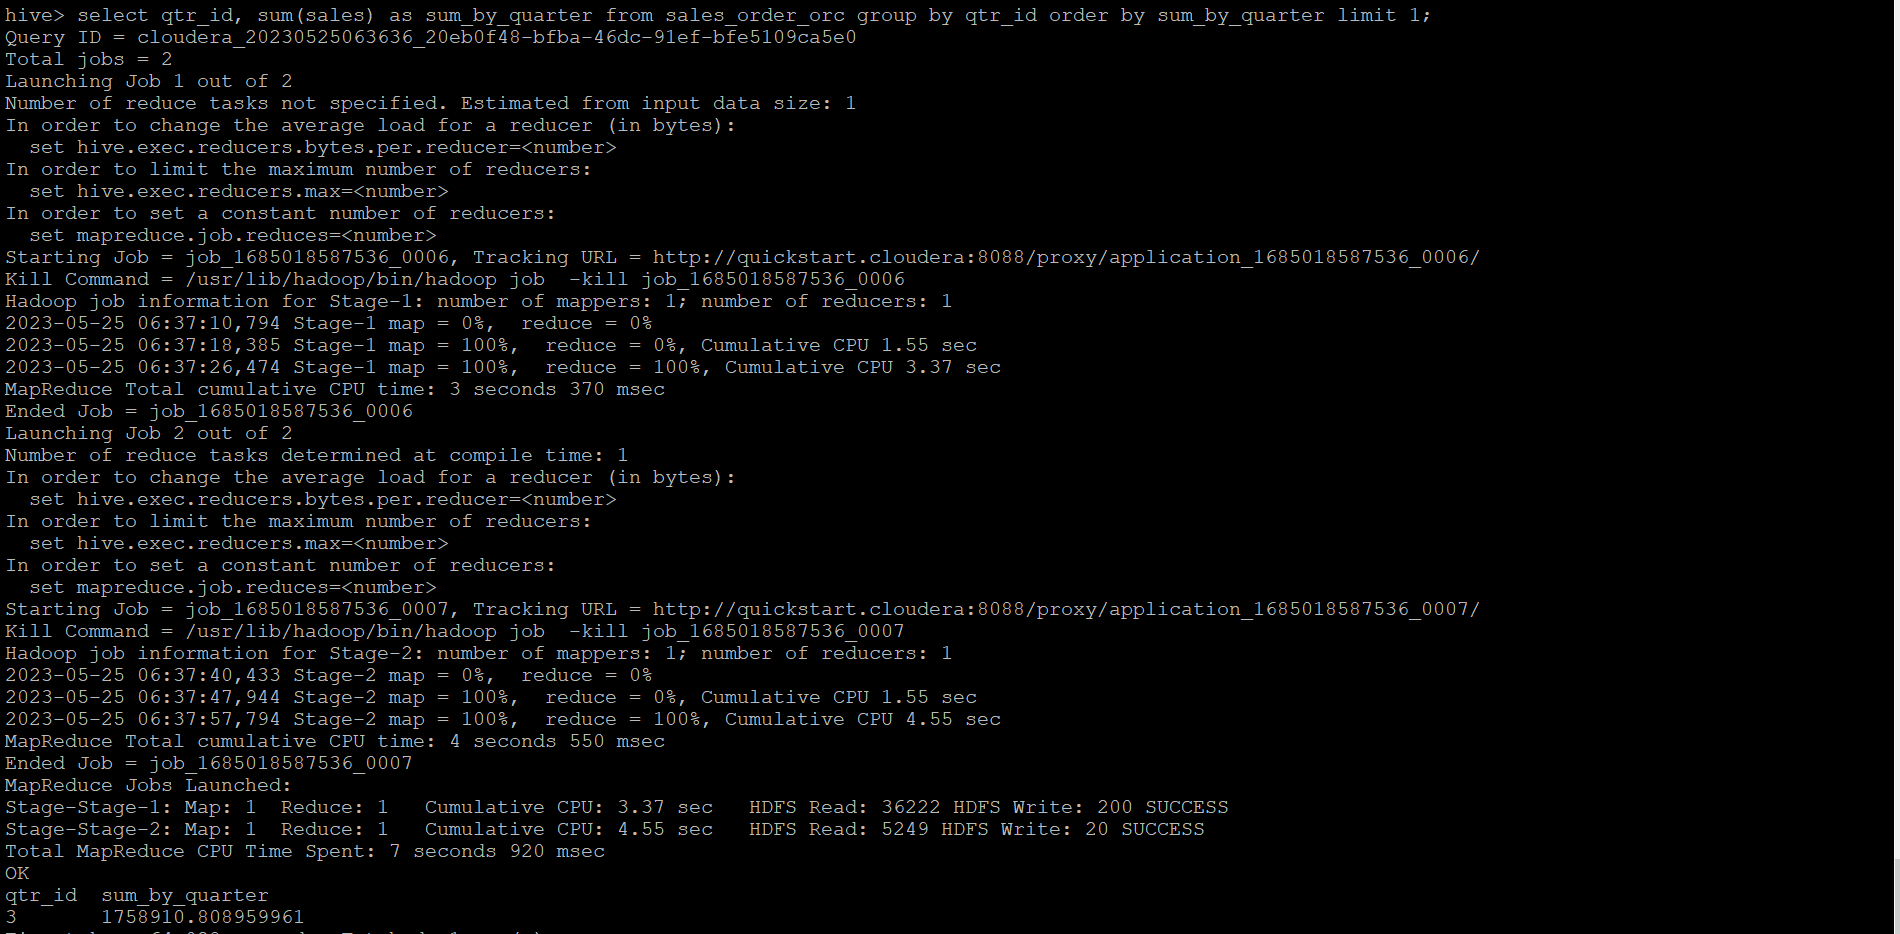 hive> select qtr_id, sum(sales) as sum_by_quarter from sales_order_orc group by qtr_id order by sum_by_quarter limit 1;
Query ID = cloudera_20230525063636_20eb0f48-bfba-46dc-91ef-bfe5109ca5e0
Total jobs = 2
Launching Job 1 out of 2
Number of reduce tasks not specified. Estimated from input data size: 1
In order to change the average load for a reducer (in bytes):
  set hive.exec.reducers.bytes.per.reducer=<number>
In order to limit the maximum number of reducers:
  set hive.exec.reducers.max=<number>
In order to set a constant number of reducers:
  set mapreduce.job.reduces=<number>
Starting Job = job_1685018587536_0006, Tracking URL = http://quickstart.cloudera:8088/proxy/application_1685018587536_0006/
Kill Command = /usr/lib/hadoop/bin/hadoop job  -kill job_1685018587536_0006
Hadoop job information for Stage-1: number of mappers: 1; number of reducers: 1
2023-05-25 06:37:10,794 Stage-1 map = 0%,  reduce = 0%
2023-05-25 06:37:18,385 Stage-1 map = 100%,  reduce = 0%, Cumulative CPU 1.55 sec
2023-05-25 06:37:26,474 Stage-1 map = 100%,  reduce = 100%, Cumulative CPU 3.37 sec
MapReduce Total cumulative CPU time: 3 seconds 370 msec
Ended Job = job_1685018587536_0006
Launching Job 2 out of 2
Number of reduce tasks determined at compile time: 1
In order to change the average load for a reducer (in bytes):
  set hive.exec.reducers.bytes.per.reducer=<number>
In order to limit the maximum number of reducers:
  set hive.exec.reducers.max=<number>
In order to set a constant number of reducers:
  set mapreduce.job.reduces=<number>
Starting Job = job_1685018587536_0007, Tracking URL = http://quickstart.cloudera:8088/proxy/application_1685018587536_0007/
Kill Command = /usr/lib/hadoop/bin/hadoop job  -kill job_1685018587536_0007
Hadoop job information for Stage-2: number of mappers: 1; number of reducers: 1
2023-05-25 06:37:40,433 Stage-2 map = 0%,  reduce = 0%
2023-05-25 06:37:47,944 Stage-2 map = 100%,  reduce = 0%, Cumulative CPU 1.55 sec
2023-05-25 06:37:57,794 Stage-2 map = 100%,  reduce = 100%, Cumulative CPU 4.55 sec
MapReduce Total cumulative CPU time: 4 seconds 550 msec
Ended Job = job_1685018587536_0007
MapReduce Jobs Launched:
Stage-Stage-1: Map: 1  Reduce: 1   Cumulative CPU: 3.37 sec   HDFS Read: 36222 HDFS Write: 200 SUCCESS
Stage-Stage-2: Map: 1  Reduce: 1   Cumulative CPU: 4.55 sec   HDFS Read: 5249 HDFS Write: 20 SUCCESS
Total MapReduce CPU Time Spent: 7 seconds 920 msec
OK
qtr_id  sum_by_quarter
3       1758910.808959961